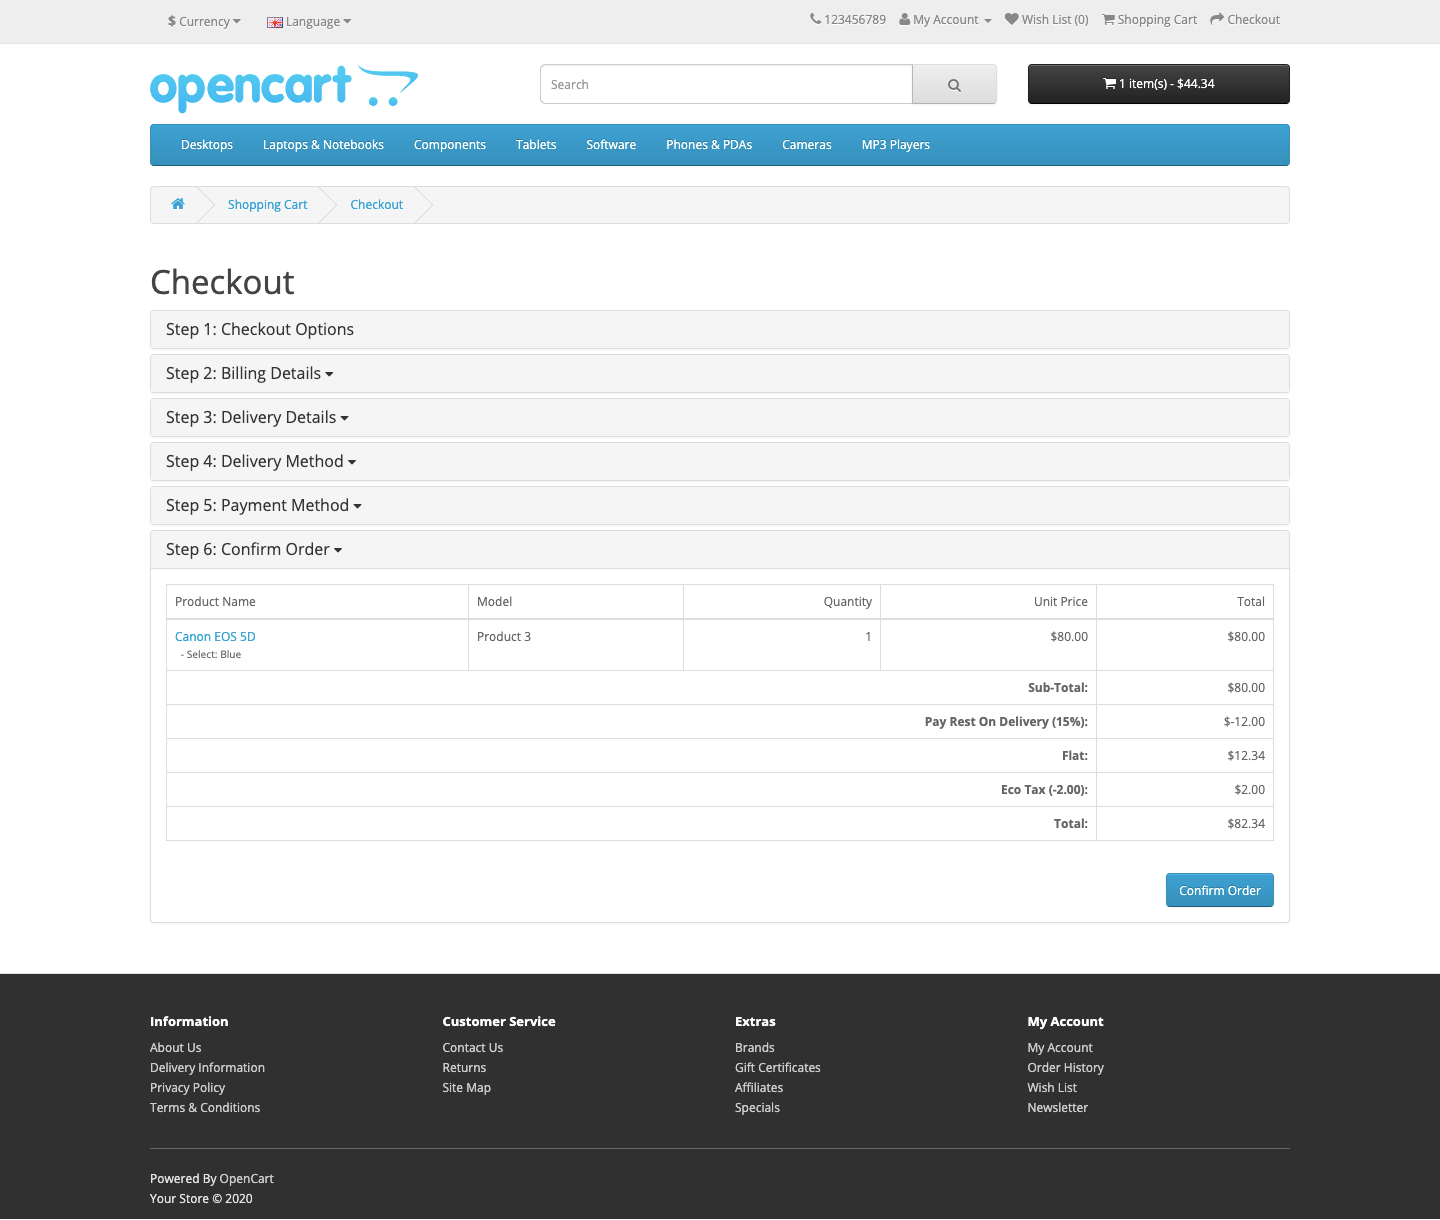 $ Currency Language 123456789 My Account Wish List (0) Shopping Cart Checkout
opencart Search 1 item(s) - $44.34
Desktops Laptops & Notebooks Components Tablets Software Phones & PDAs Cameras MP3 Players
Shopping Cart Checkout
Checkout
Step 1: Checkout Options
Step 2: Billing Details
Step 3: Delivery Details
Step 4: Delivery Method
Step 5: Payment Method
Step 6: Confirm Order
Product Name Model Quantity Unit Price Total
Canon EOS 5D Product 3 1 $80.00 $80.00
- Select: Blue
Sub-Total: $80.00
Pay Rest On Delivery (15%): $-12.00
Flat: $12.34
Eco Tax (-2.00): $2.00
Total: $82.34
Confirm Order
Information Customer Service Extras My Account
About Us Contact Us Brands My Account
Delivery Information Returns Gift Certificates Order History
Privacy Policy Site Map Affiliates Wish List
Terms & Conditions Specials Newsletter
Powered By OpenCart
Your Store © 2020